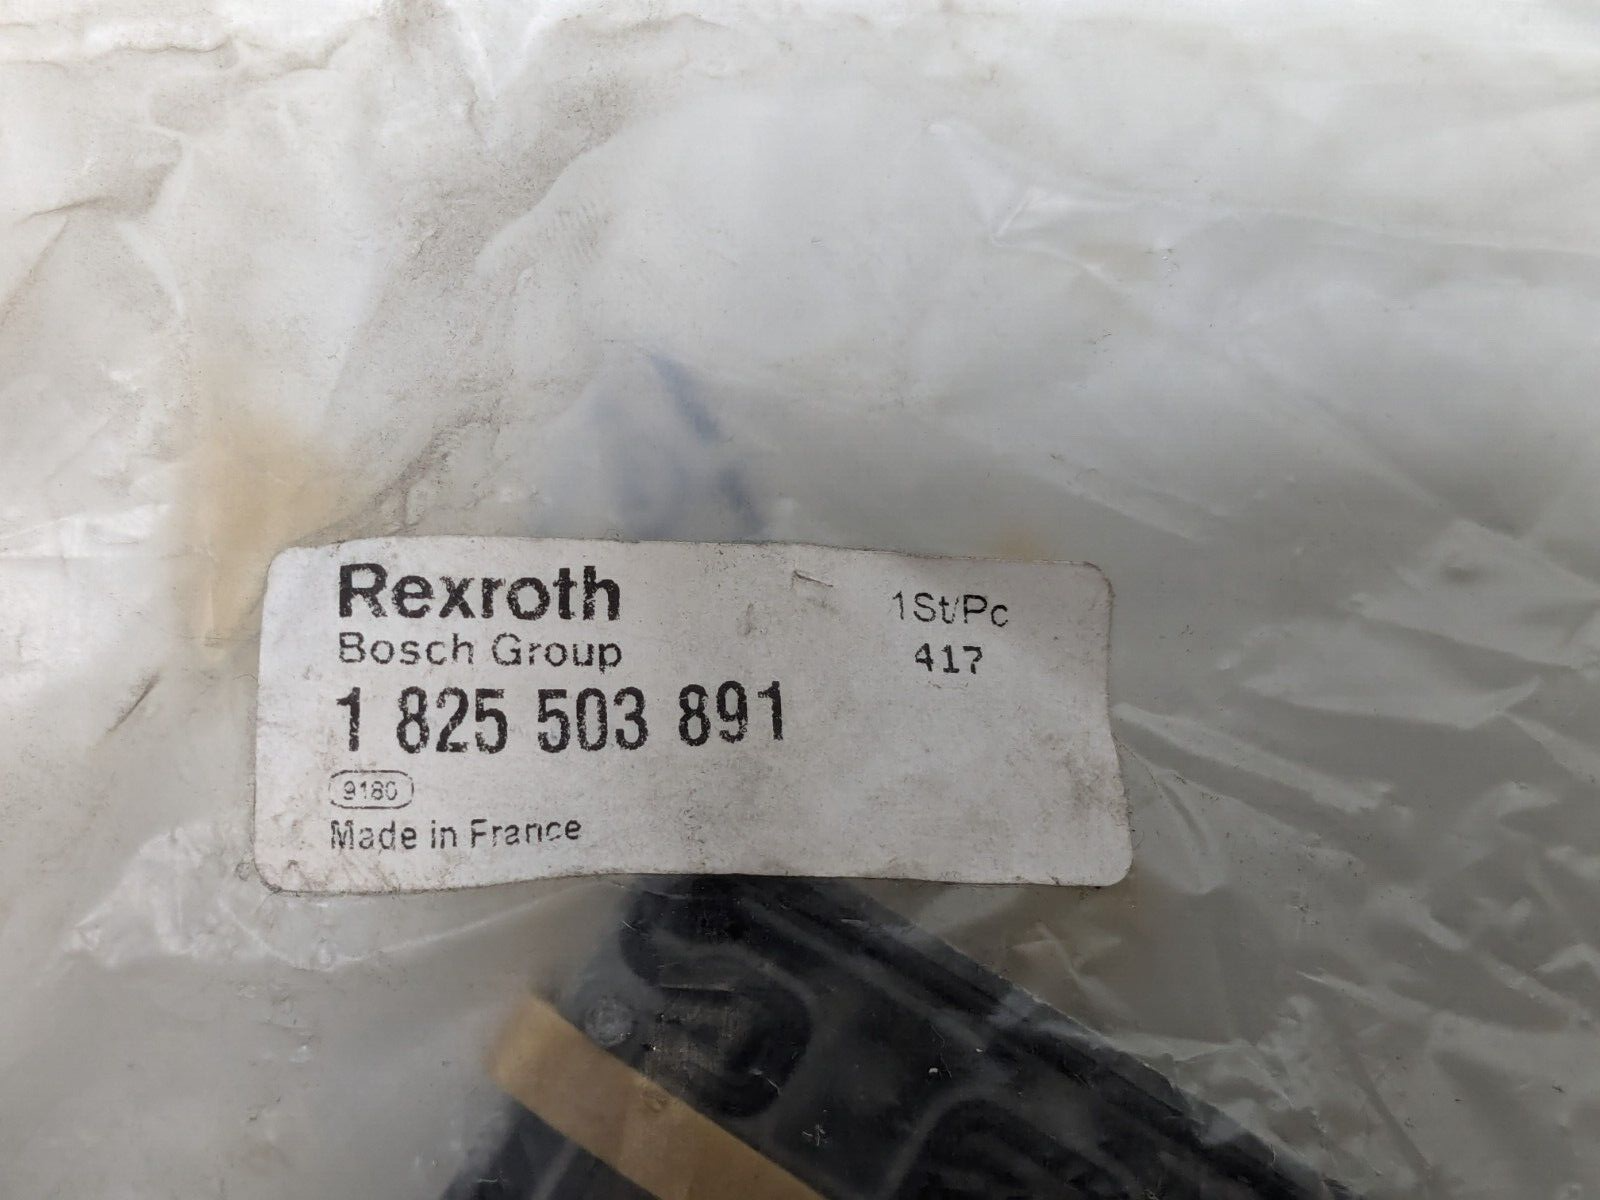 Rexroth
Bosch Group
1 825 503 891
9180
Made in France
1St/Pc
417